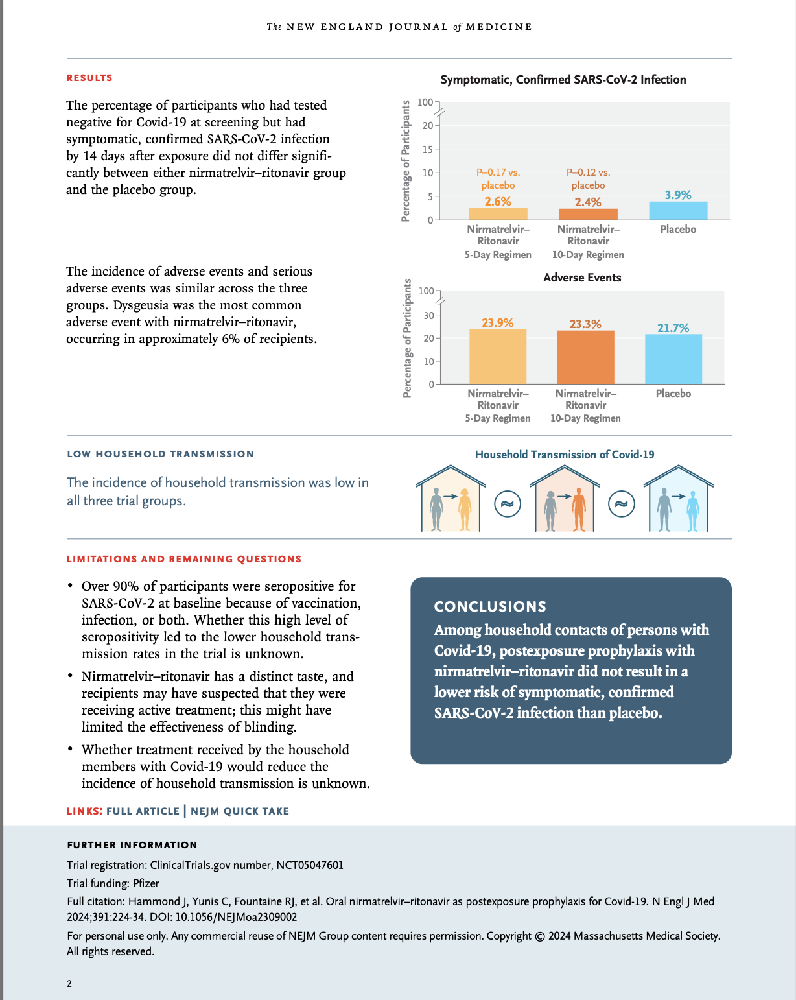 The NEW ENGLAND JOURNAL of MEDICINE
RESULTS
The percentage of participants who had tested
negative for Covid-19 at screening but had
symptomatic, confirmed SARS-CoV-2 infection
by 14 days after exposure did not differ signifi-
cantly between either nirmatrelvir–ritonavir group
and the placebo group.
Symptomatic, Confirmed SARS-CoV-2 Infection
Percentage of Participants
100
20
15
10
5
0
P=0.17 vs.
placebo
2.6%
P=0.12 vs.
placebo
2.4%
3.9%
Nirmatrelvir–
Ritonavir
5-Day Regimen
Nirmatrelvir–
Ritonavir
10-Day Regimen
Placebo
The incidence of adverse events and serious
adverse events was similar across the three
groups. Dysgeusia was the most common
adverse event with nirmatrelvir–ritonavir,
occurring in approximately 6% of recipients.
Adverse Events
Percentage of Participants
100
30
20
10
0
23.9%
23.3%
21.7%
Nirmatrelvir–
Ritonavir
5-Day Regimen
Nirmatrelvir–
Ritonavir
10-Day Regimen
Placebo
LOW HOUSEHOLD TRANSMISSION
The incidence of household transmission was low in
all three trial groups.
Household Transmission of Covid-19
≈ ≈
LIMITATIONS AND REMAINING QUESTIONS
• Over 90% of participants were seropositive for
SARS-CoV-2 at baseline because of vaccination,
infection, or both. Whether this high level of
seropositivity led to the lower household trans-
mission rates in the trial is unknown.
• Nirmatrelvir–ritonavir has a distinct taste, and
recipients may have suspected that they were
receiving active treatment; this might have
limited the effectiveness of blinding.
• Whether treatment received by the household
members with Covid-19 would reduce the
incidence of household transmission is unknown.
CONCLUSIONS
Among household contacts of persons with
Covid-19, postexposure prophylaxis with
nirmatrelvir–ritonavir did not result in a
lower risk of symptomatic, confirmed
SARS-CoV-2 infection than placebo.
LINKS: FULL ARTICLE | NEJM QUICK TAKE
FURTHER INFORMATION
Trial registration: ClinicalTrials.gov number, NCT05047601
Trial funding: Pfizer
Full citation: Hammond J, Yunis C, Fountaine RJ, et al. Oral nirmatrelvir–ritonavir as postexposure prophylaxis for Covid-19. N Engl J Med
2024;391:224-34. DOI: 10.1056/NEJMoa2309002
For personal use only. Any commercial reuse of NEJM Group content requires permission. Copyright © 2024 Massachusetts Medical Society.
All rights reserved.
2